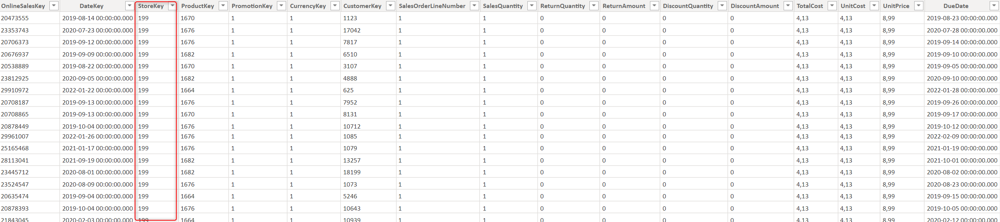 OnlineSalesKey DateKey StoreKey ProductKey PromotionKey CurrencyKey CustomerKey SalesOrderLineNumber SalesQuantity ReturnQuantity ReturnAmount DiscountQuantity DiscountAmount TotalCost UnitCost UnitPrice DueDate
20473555 2019-08-14 00:00:00.000 199 1670 1 1 1123 1 1 0 0 0 0 4,13 4,13 8,99 2019-08-23 00:00:00.000
23353743 2020-07-23 00:00:00.000 199 1676 1 1 17042 1 1 0 0 0 0 4,13 4,13 8,99 2020-07-28 00:00:00.000
20706373 2019-09-12 00:00:00.000 199 1676 1 1 7817 1 1 0 0 0 0 4,13 4,13 8,99 2019-09-14 00:00:00.000
20676937 2019-09-09 00:00:00.000 199 1682 1 1 6510 1 1 0 0 0 0 4,13 4,13 8,99 2019-09-10 00:00:00.000
20538889 2019-08-22 00:00:00.000 199 1670 1 1 3107 1 1 0 0 0 0 4,13 4,13 8,99 2019-09-05 00:00:00.000
23812925 2020-09-05 00:00:00.000 199 1682 1 1 4888 1 1 0 0 0 0 4,13 4,13 8,99 2020-09-10 00:00:00.000
29910972 2022-01-22 00:00:00.000 199 1664 1 1 625 1 1 0 0 0 0 4,13 4,13 8,99 2022-01-28 00:00:00.000
20708187 2019-09-13 00:00:00.000 199 1676 1 1 7952 1 1 0 0 0 0 4,13 4,13 8,99 2019-09-26 00:00:00.000
20708865 2019-09-13 00:00:00.000 199 1670 1 1 8131 1 1 0 0 0 0 4,13 4,13 8,99 2019-09-17 00:00:00.000
20878449 2019-10-04 00:00:00.000 199 1676 1 1 10712 1 1 0 0 0 0 4,13 4,13 8,99 2019-10-12 00:00:00.000
29961007 2022-01-26 00:00:00.000 199 1676 1 1 1085 1 1 0 0 0 0 4,13 4,13 8,99 2022-02-09 00:00:00.000
25165468 2021-01-17 00:00:00.000 199 1676 1 1 1079 1 1 0 0 0 0 4,13 4,13 8,99 2021-01-19 00:00:00.000
28113041 2021-09-19 00:00:00.000 199 1682 1 1 13257 1 1 0 0 0 0 4,13 4,13 8,99 2021-10-01 00:00:00.000
23445712 2020-08-01 00:00:00.000 199 1682 1 1 18199 1 1 0 0 0 0 4,13 4,13 8,99 2020-08-02 00:00:00.000
23524547 2020-08-09 00:00:00.000 199 1676 1 1 1073 1 1 0 0 0 0 4,13 4,13 8,99 2020-08-23 00:00:00.000
20635474 2019-09-04 00:00:00.000 199 1664 1 1 5246 1 1 0 0 0 0 4,13 4,13 8,99 2019-09-15 00:00:00.000
20878393 2019-10-04 00:00:00.000 199 1676 1 1 10643 1 1 0 0 0 0 4,13 4,13 8,99 2019-10-05 00:00:00.000
21843045 2020-02-03 00:00:00.000 199 1664 1 1 10939 1 1 0 0 0 0 4,13 4,13 8,99 2020-02-12 00:00:00.000